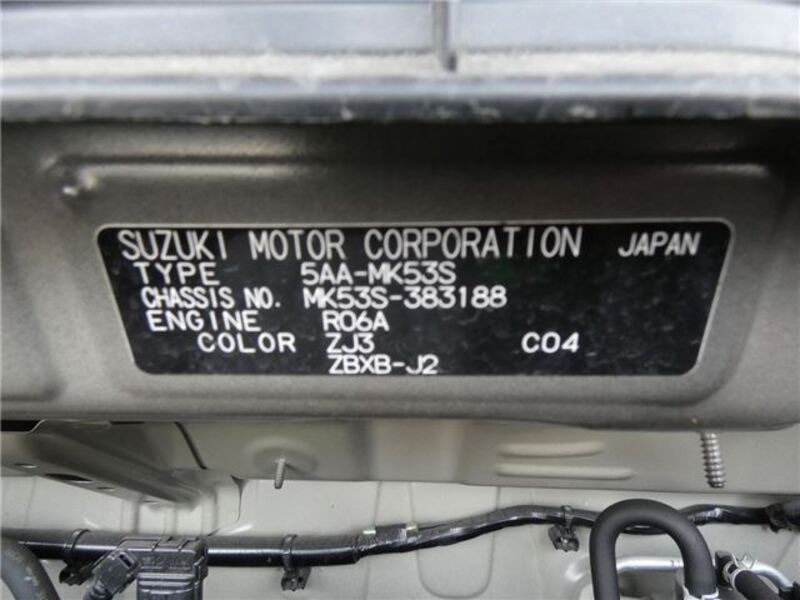 SUZUKI MOTOR CORPORATION JAPAN
TYPE 5AA-MK53S
CHASSIS NO. MK53S-383188
ENGINE R06A
COLOR ZJ3 C04
ZBXB-J2